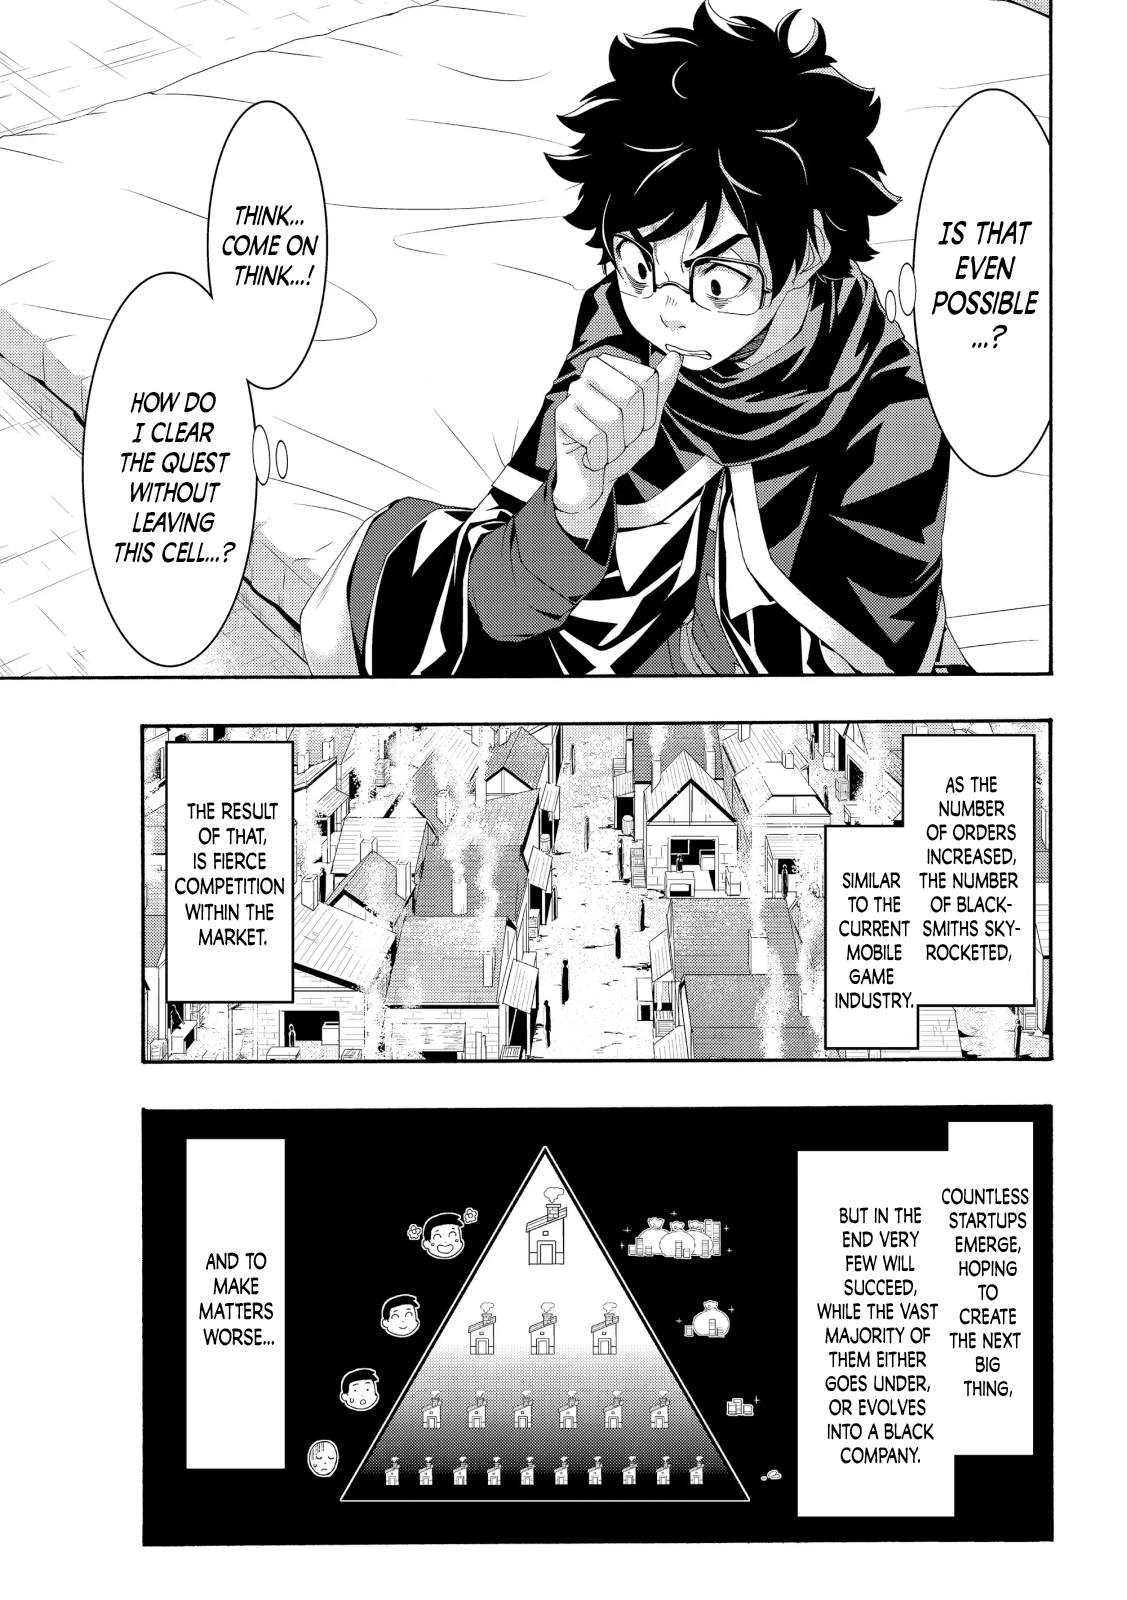 IS THAT
EVEN
POSSIBLE
...?
THINK...
COME ON
THINK...!
HOW DO
I CLEAR
THE QUEST
WITHOUT
LEAVING
THIS CELL...?
AS THE
NUMBER
OF ORDERS
INCREASED,
THE NUMBER
OF BLACK-
SMITHS SKY-
ROCKETED,
SIMILAR
TO THE
CURRENT
MOBILE
GAME
INDUSTRY.
THE RESULT
OF THAT,
IS FIERCE
COMPETITION
WITHIN THE
MARKET.
COUNTLESS
STARTUPS
EMERGE,
HOPING
TO
CREATE
THE NEXT
BIG
THING,
BUT IN THE
END VERY
FEW WILL
SUCCEED,
WHILE THE VAST
MAJORITY OF
THEM EITHER
GOES UNDER,
OR EVOLVES
INTO A BLACK
COMPANY.
AND TO
MAKE
MATTERS
WORSE...